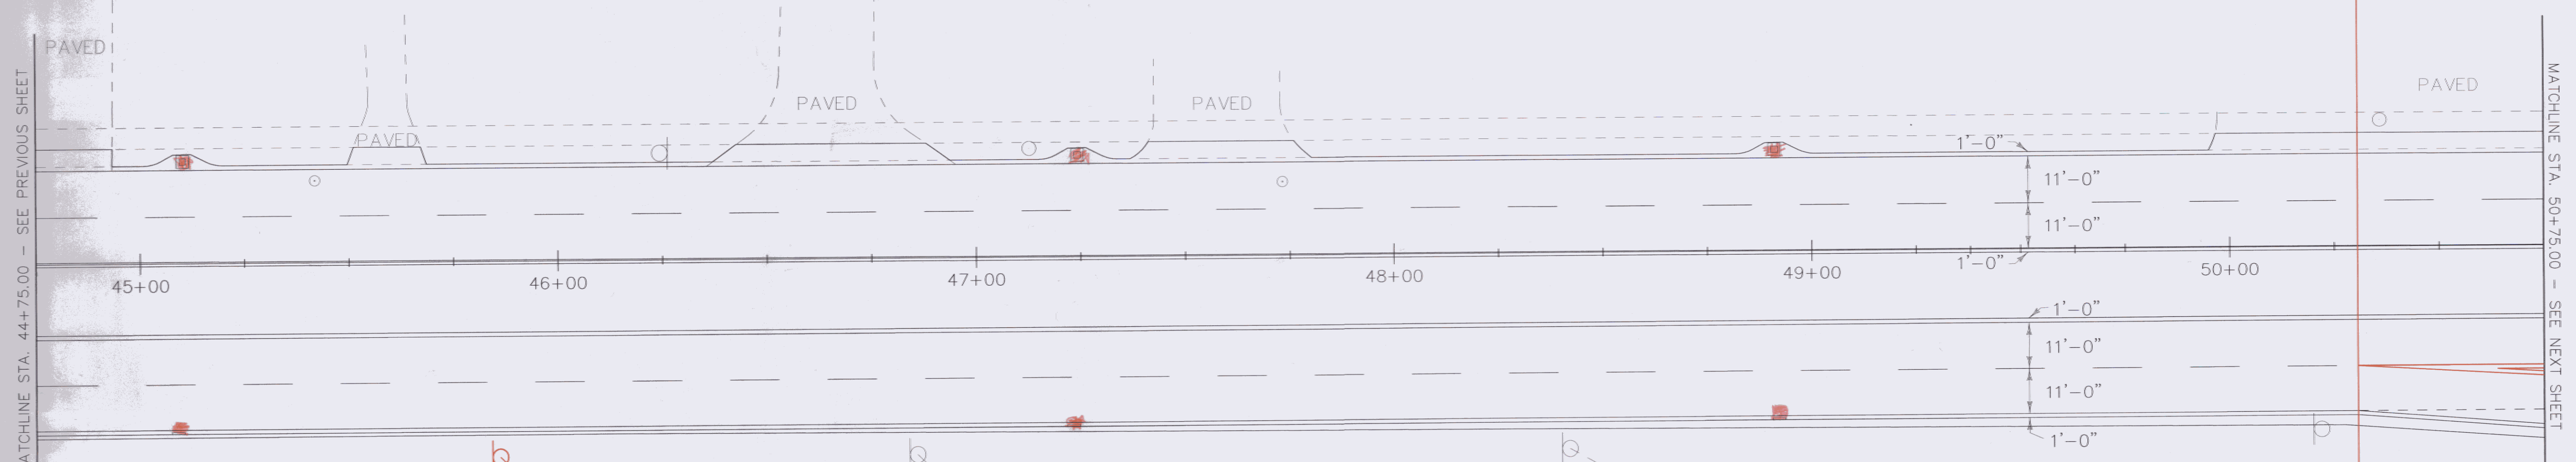 PAVED
PAVED
PAVED
PAVED
PAVED
MATCHLINE STA. 50+75.00 - SEE NEXT SHEET
ATCHLINE STA. 44+75.00 - SEE PREVIOUS SHEET
1'-0"
11'-0"
11'-0"
1'-0"
45+00
46+00
47+00
48+00
49+00
50+00
1'-0"
11'-0"
11'-0"
1'-0"